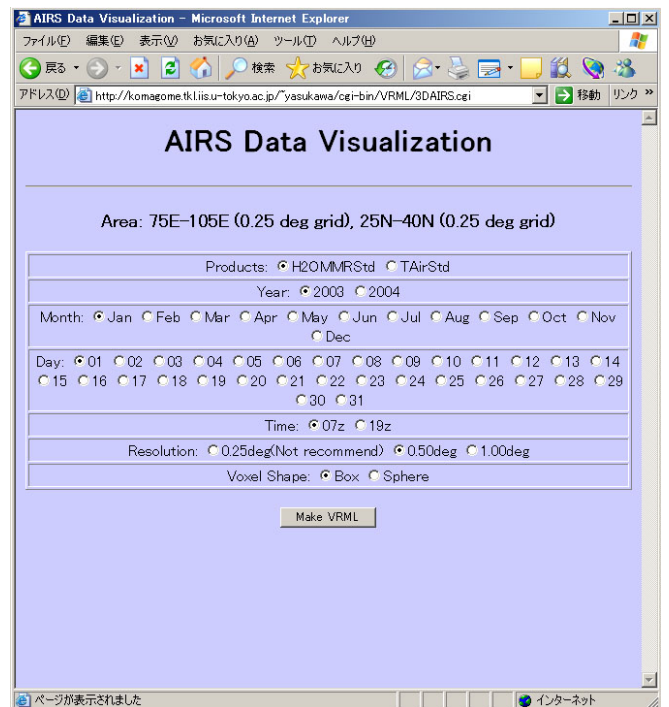 AIRS Data Visualization - Microsoft Internet Explorer
ファイル(F) 編集(E) 表示(V) お気に入り(A) ツール(T) ヘルプ(H)
戻る 検索 お気に入り
アドレス(D) http://komagome.tkl.iis.u-tokyo.ac.jp/~yasukawa/cgi-bin/VRML/3DAIRS.cgi 移動 リンク »
AIRS Data Visualization
Area: 75E-105E (0.25 deg grid), 25N-40N (0.25 deg grid)
Products: H2OMMRStd TAirStd
Year: 2003 2004
Month: Jan Feb Mar Apr May Jun Jul Aug Sep Oct Nov
Dec
Day: 01 02 03 04 05 06 07 08 09 10 11 12 13 14
15 16 17 18 19 20 21 22 23 24 25 26 27 28 29
30 31
Time: 07z 19z
Resolution: 0.25deg(Not recommend) 0.50deg 1.00deg
Voxel Shape: Box Sphere
Make VRML
ページが表示されました インターネット